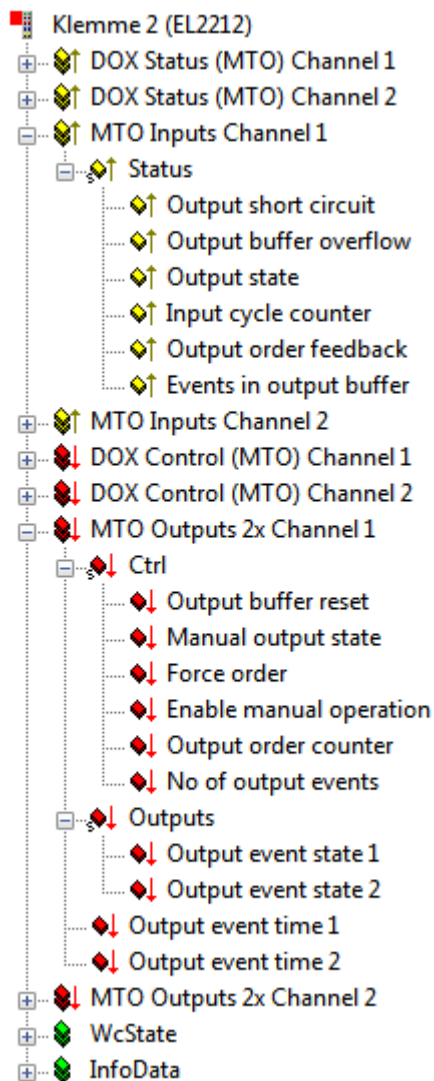 Klemme 2 (EL2212)
DOX Status (MTO) Channel 1
DOX Status (MTO) Channel 2
MTO Inputs Channel 1
Status
Output short circuit
Output buffer overflow
Output state
Input cycle counter
Output order feedback
Events in output buffer
MTO Inputs Channel 2
DOX Control (MTO) Channel 1
DOX Control (MTO) Channel 2
MTO Outputs 2x Channel 1
Ctrl
Output buffer reset
Manual output state
Force order
Enable manual operation
Output order counter
No of output events
Outputs
Output event state 1
Output event state 2
Output event time 1
Output event time 2
MTO Outputs 2x Channel 2
WcState
InfoData